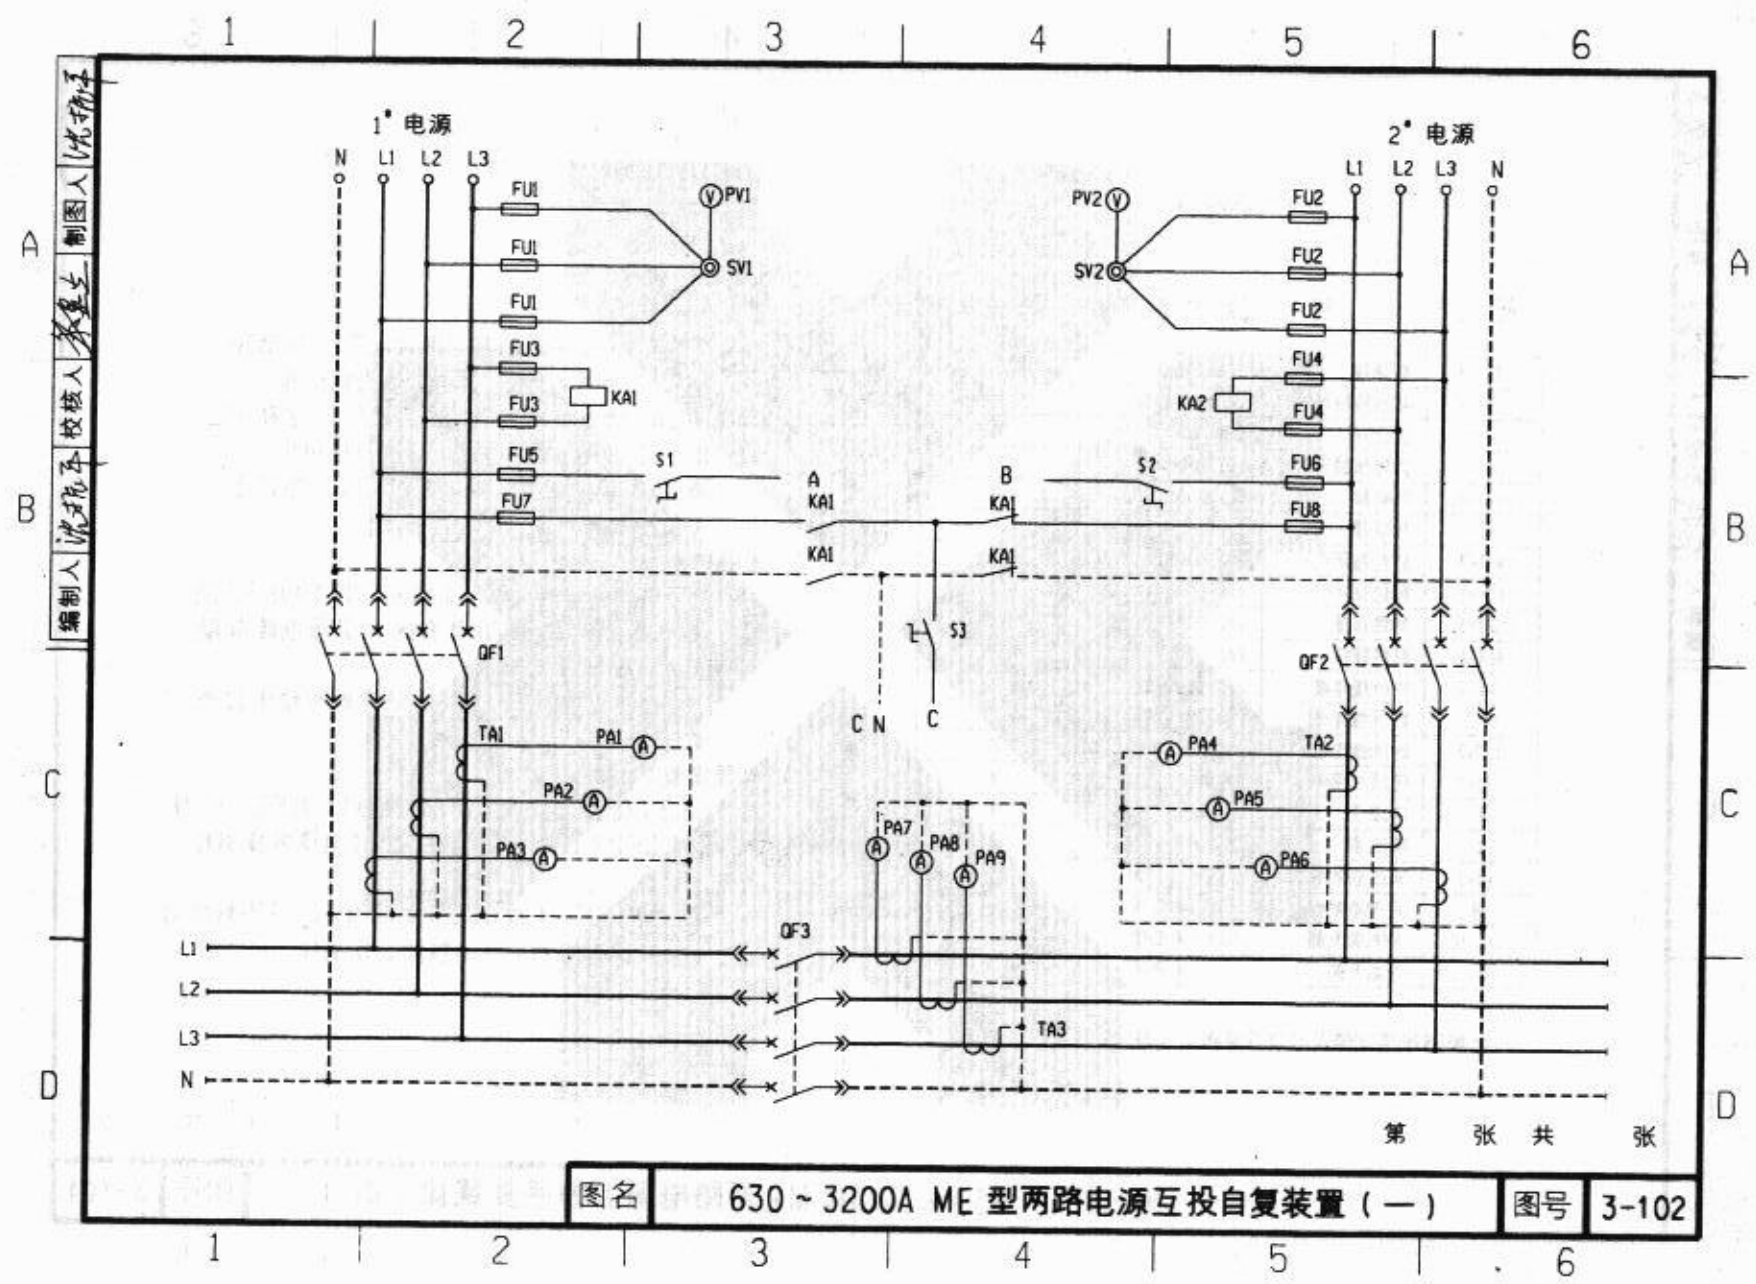 1 2 3 4 5 6
A
B
C
D
A
B
C
D
制图人
校核人
编制人
1# 电源
N L1 L2 L3
2# 电源
L1 L2 L3 N
FU1
PV1
V
FU1
SV1
FU1
FU3
KA1
FU3
FU5
S1
FU7
PV2
V
FU2
SV2
FU2
FU2
FU4
KA2
FU4
S2
FU6
FU8
A
B
KA1
KA1
KA1
KA1
S3
C N
C
QF1
QF2
TA1
PA1
A
PA2
A
PA3
A
PA4
A
TA2
PA5
A
PA6
A
PA7
A
PA8
A
PA9
A
QF3
TA3
L1
L2
L3
N
第 张 共 张
图名
630～3200A ME 型两路电源互投自复装置(一)
图号
3-102
1 2 3 4 5 6